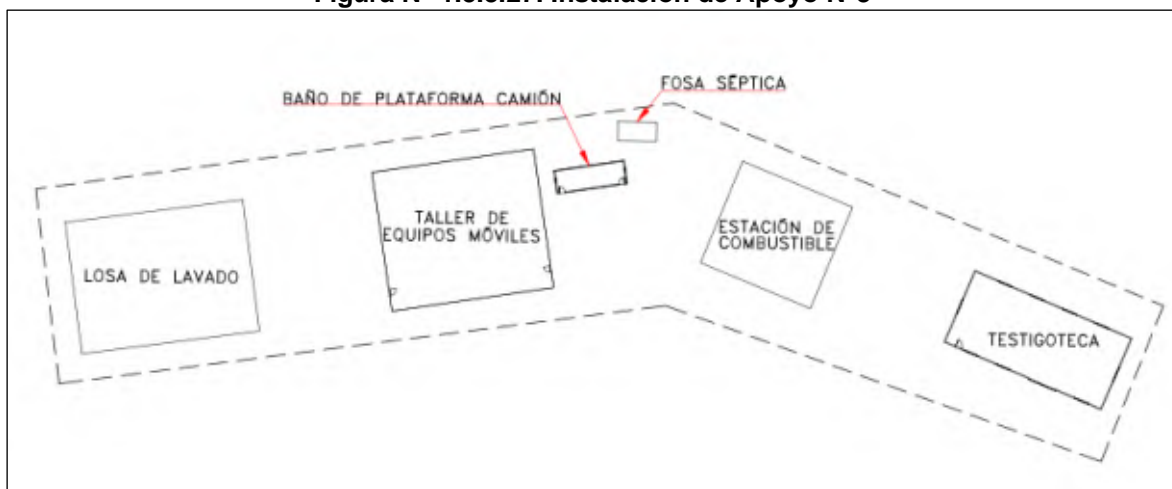 BAÑO DE PLATAFORMA CAMIÓN
FOSA SÉPTICA
TALLER DE
EQUIPOS MÓVILES
LOSA DE LAVADO
ESTACIÓN DE
COMBUSTIBLE
TESTIGOTECA